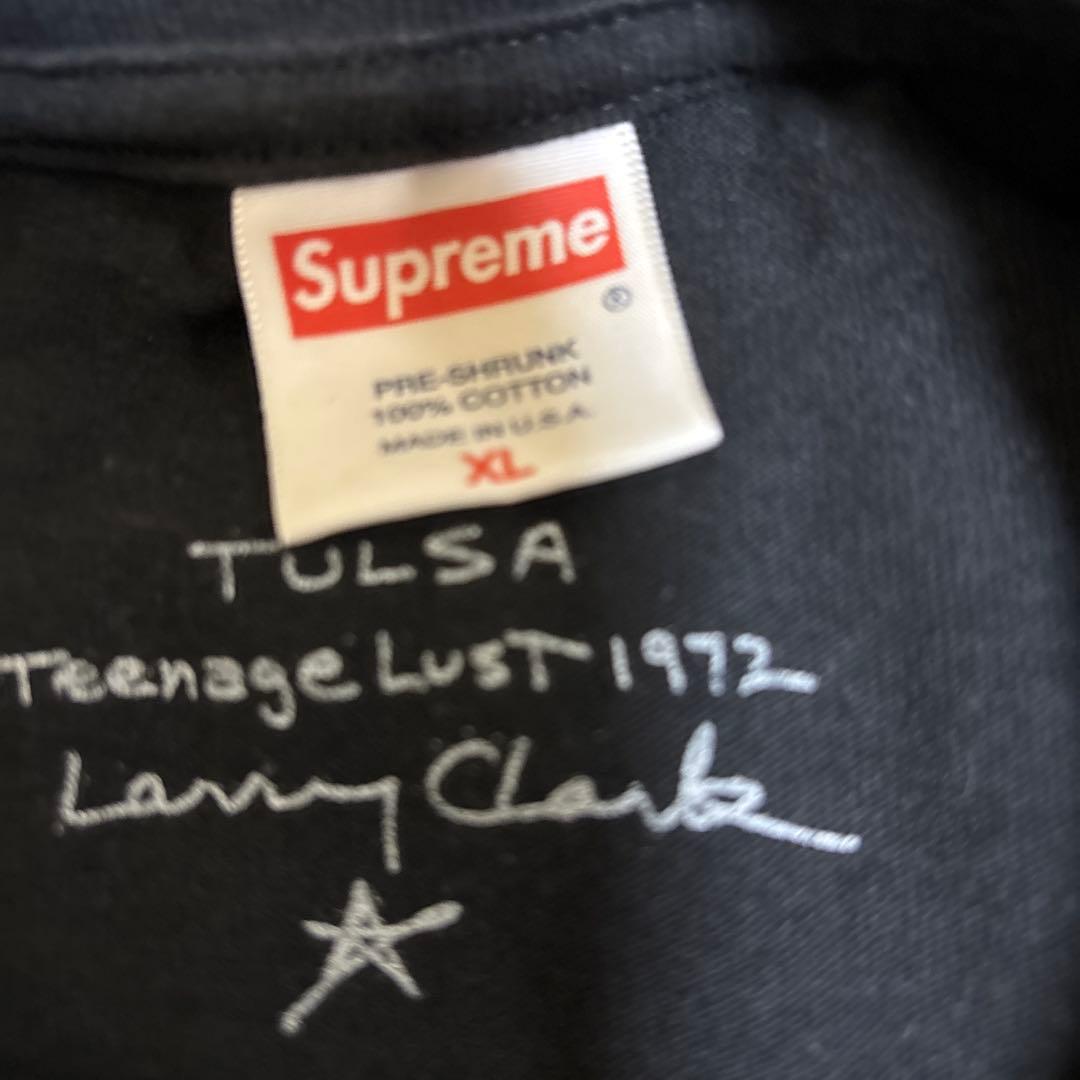 Supreme
®
PRE-SHRUNK
100% COTTON
MADE IN U.S.A.
XL
TULSA
Teenage LusT 1972
Larry Clark